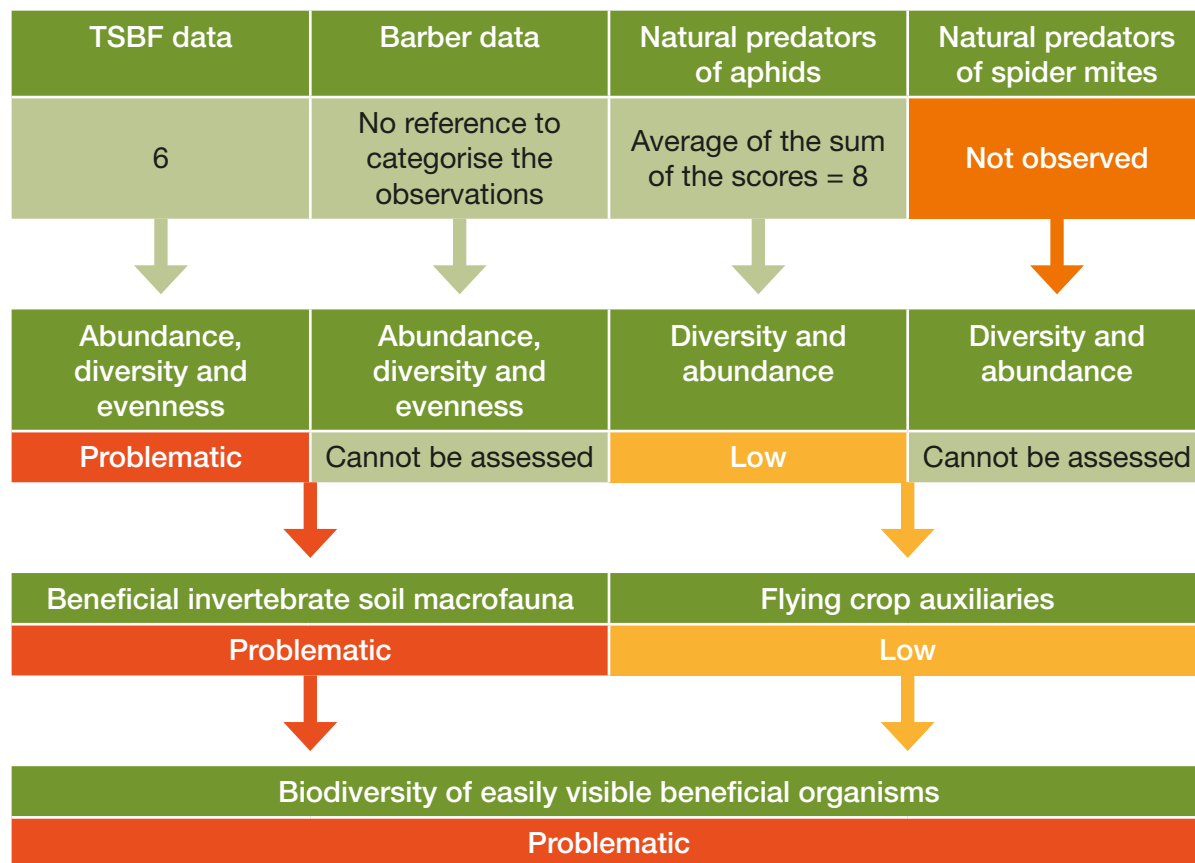 TSBF data
Barber data
Natural predators
of aphids
Natural predators
of spider mites
6
No reference to
categorise the
observations
Average of the sum
of the scores = 8
Not observed
Abundance,
diversity and
evenness
Abundance,
diversity and
evenness
Diversity and
abundance
Diversity and
abundance
Problematic
Cannot be assessed
Low
Cannot be assessed
Beneficial invertebrate soil macrofauna
Flying crop auxiliaries
Problematic
Low
Biodiversity of easily visible beneficial organisms
Problematic